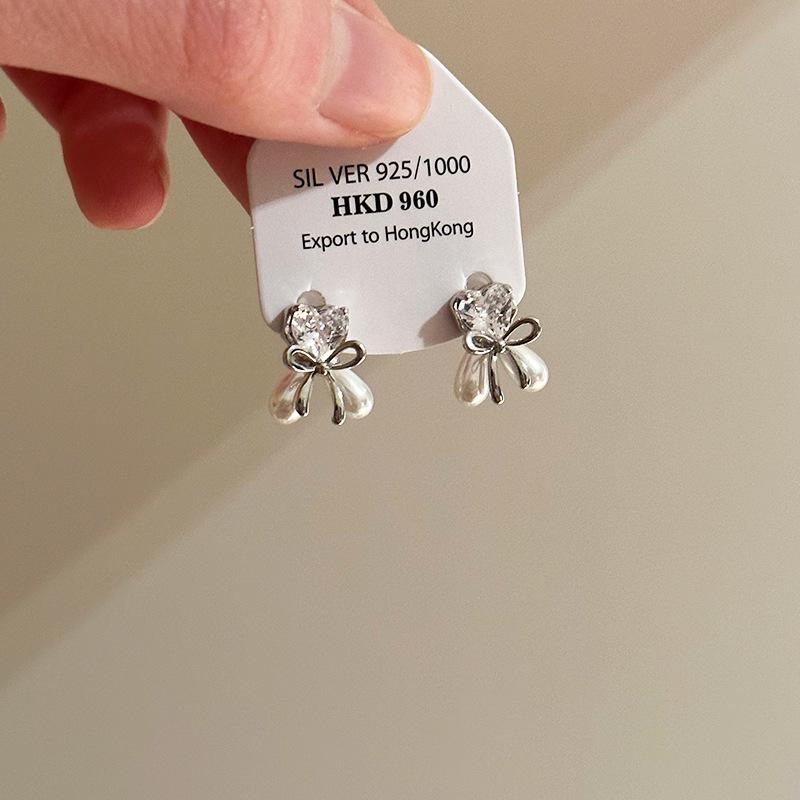 SIL VER 925/1000
HKD 960
Export to HongKong